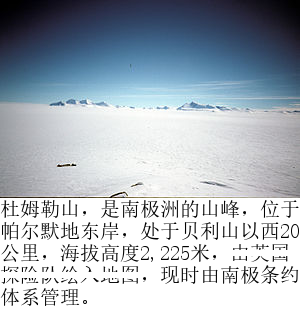 杜姆勒山，是南极洲的山峰，位于
帕尔默地东岸，处于贝利山以西20
公里，海拔高度2,225米，由英国
探险队绘入地图，现时由南极条约
体系管理。